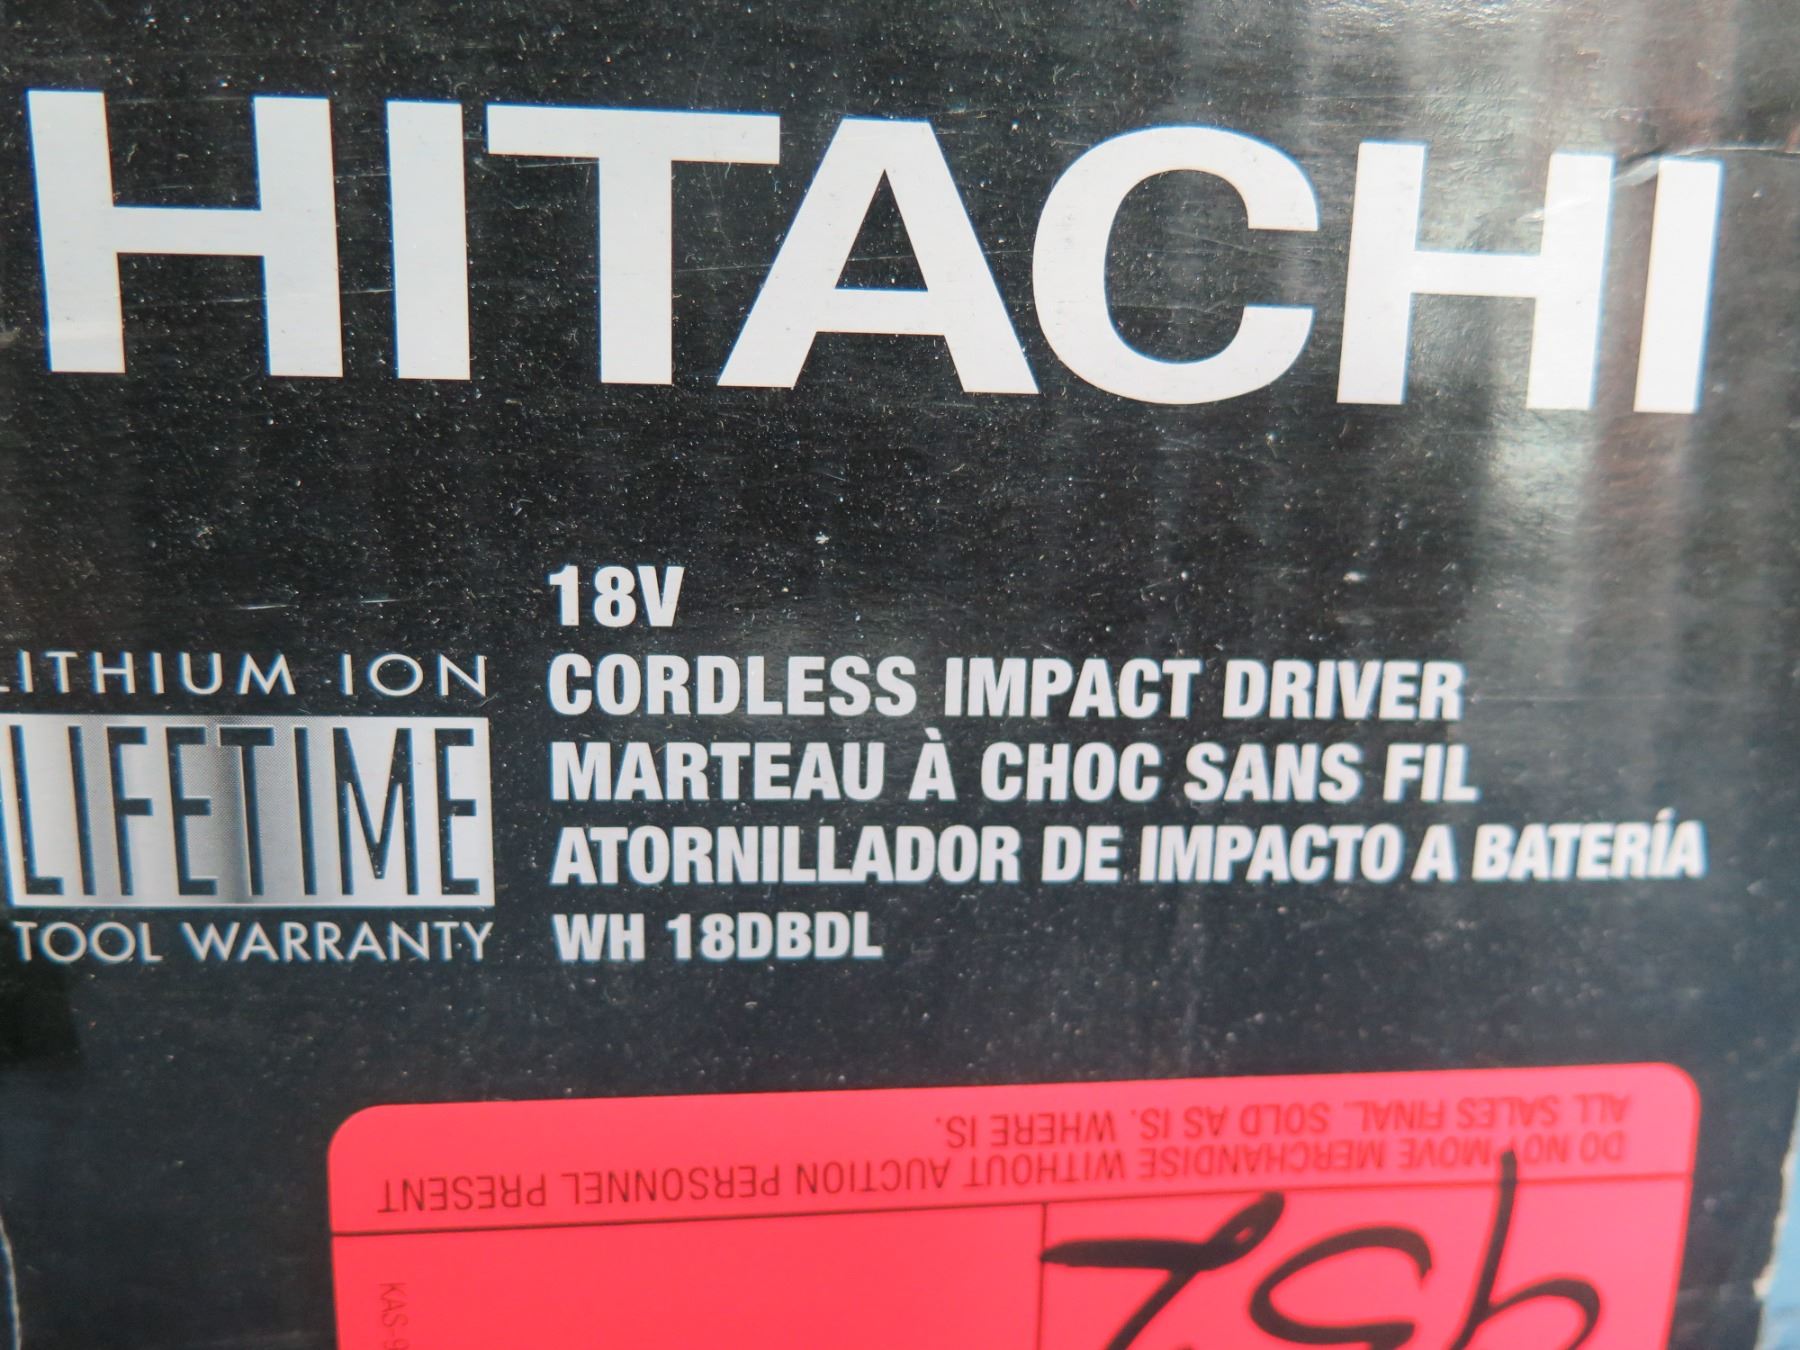 HITACHI
18V
CORDLESS IMPACT DRIVER
MARTEAU À CHOC SANS FIL
ATORNILLADOR DE IMPACTO A BATERÍA
WH 18DBDL
LITHIUM ION
LIFETIME
TOOL WARRANTY
DO NOT MOVE MERCHANDISE WITHOUT AUCTION PERSONNEL PRESENT
ALL SALES FINAL. SOLD AS IS. WHERE IS.